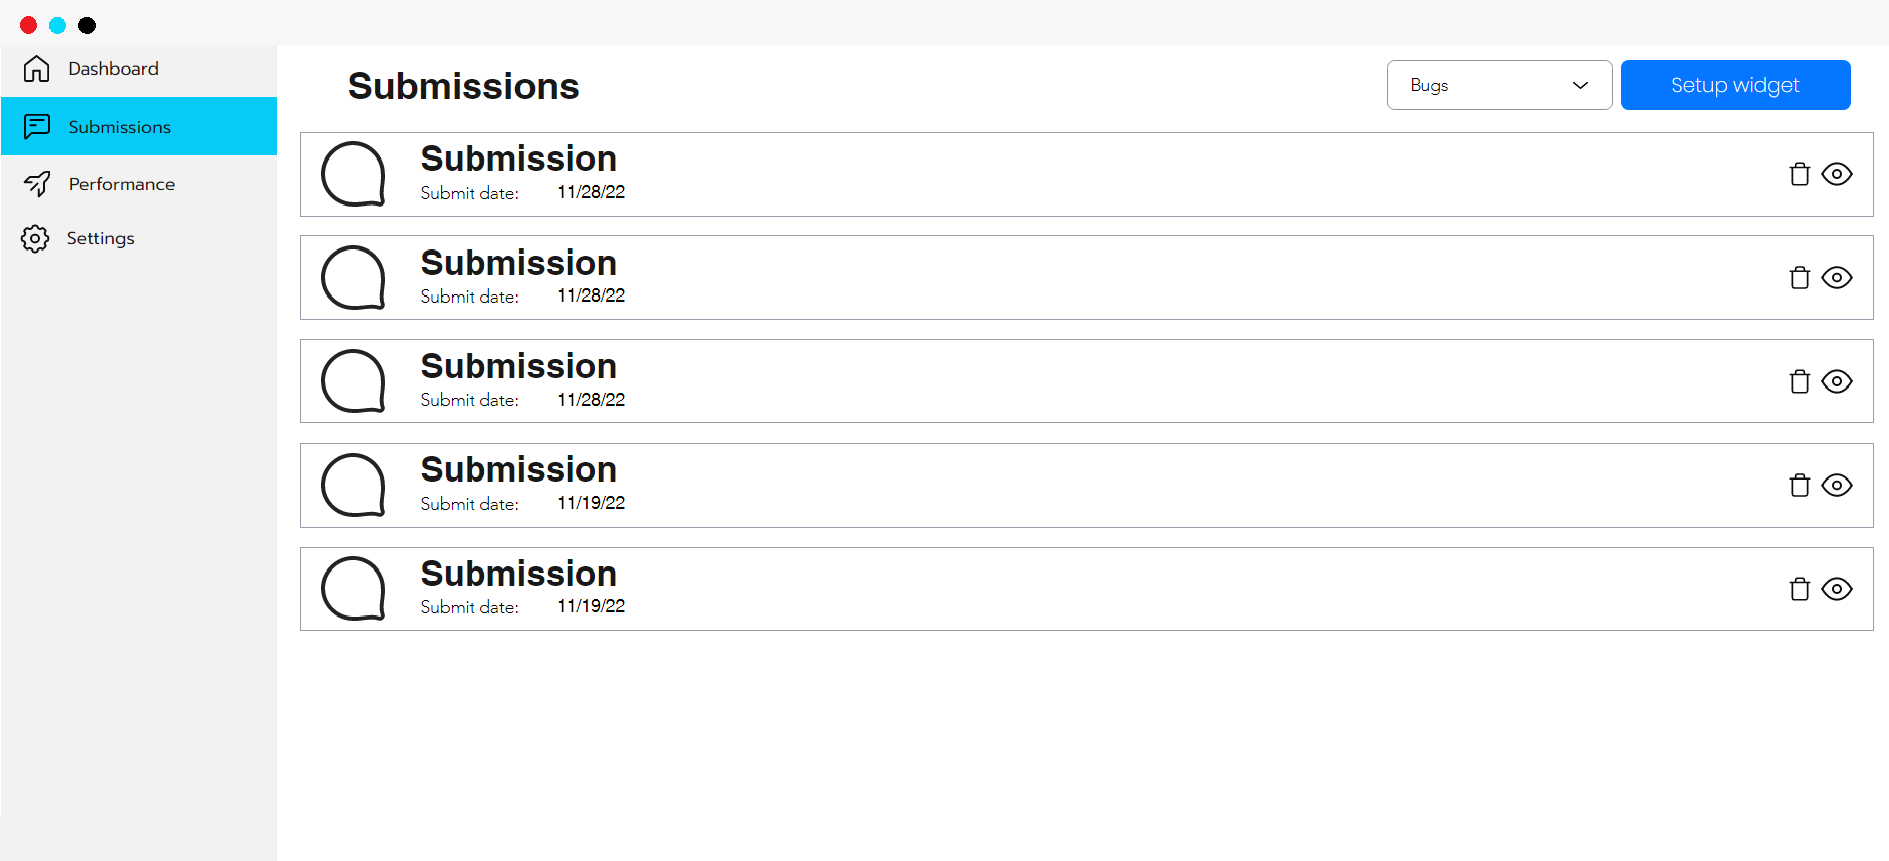 Dashboard
Submissions
Performance
Settings
Submissions
Bugs
Setup widget
Submission
Submit date: 11/28/22
Submission
Submit date: 11/28/22
Submission
Submit date: 11/28/22
Submission
Submit date: 11/19/22
Submission
Submit date: 11/19/22